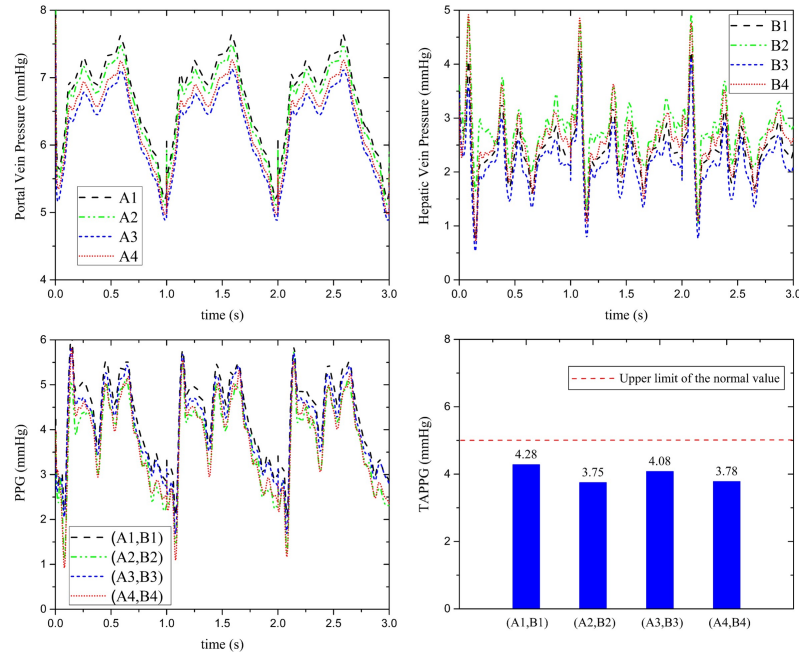 Portal Vein Pressure (mmHg)
8
7
6
5
4
A1
A2
A3
A4
0.0 0.5 1.0 1.5 2.0 2.5 3.0
time (s)
Hepatic Vein Pressure (mmHg)
5
4
3
2
1
0
B1
B2
B3
B4
0.0 0.5 1.0 1.5 2.0 2.5 3.0
time (s)
PPG (mmHg)
6
5
4
3
2
1
0
(A1,B1)
(A2,B2)
(A3,B3)
(A4,B4)
0.0 0.5 1.0 1.5 2.0 2.5 3.0
time (s)
TAPPG (mmHg)
8
6
4
2
0
Upper limit of the normal value
4.28
3.75
4.08
3.78
(A1,B1) (A2,B2) (A3,B3) (A4,B4)